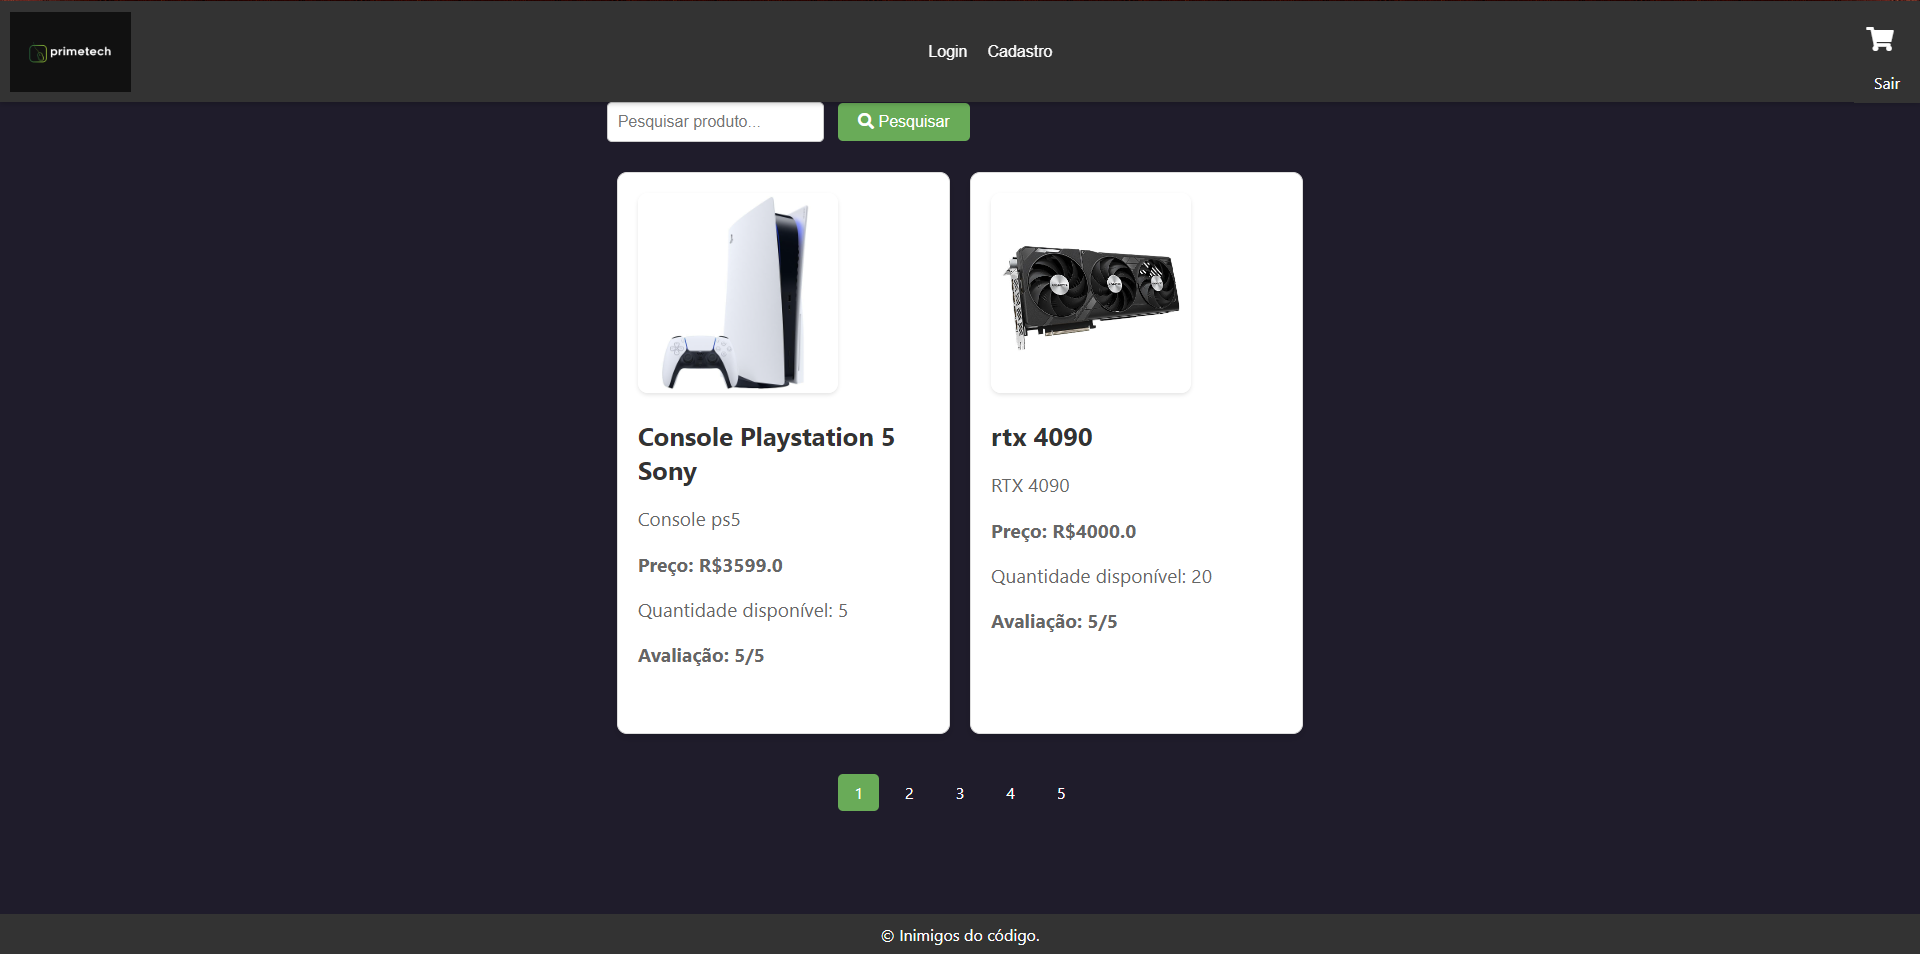 primetech
Login Cadastro
Sair
Pesquisar produto...
Pesquisar
Console Playstation 5
Sony
Console ps5
Preço: R$3599.0
Quantidade disponível: 5
Avaliação: 5/5
rtx 4090
RTX 4090
Preço: R$4000.0
Quantidade disponível: 20
Avaliação: 5/5
1 2 3 4 5
© Inimigos do código.